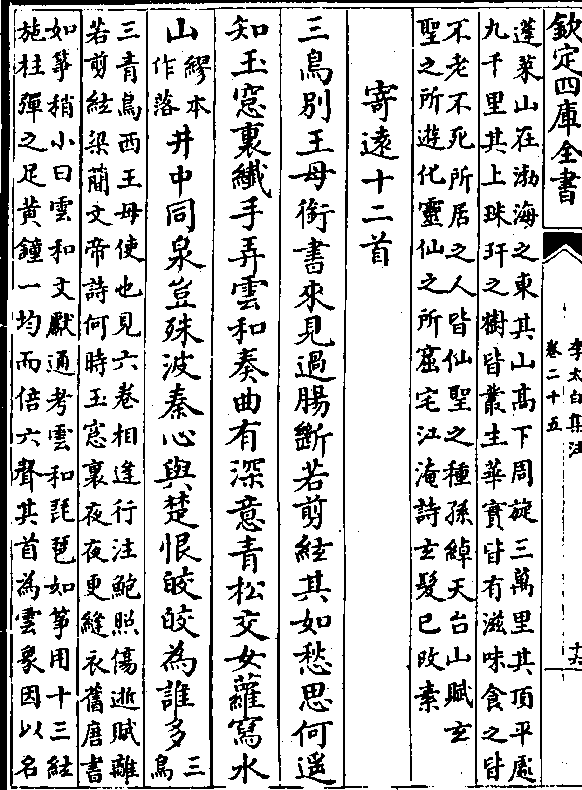 欽定四庫全書
李太白集注
卷二十五
十六
蓬萊山在渤海之東其山高下周旋三萬里其頂平處
九千里其上珠玕之樹皆叢生華實皆有滋味食之皆
不老不死所居之人皆仙聖之種孫綽天台山賦玄
聖之所遊化靈仙之所窟宅江淹詩玄髮已改素
寄遠十二首
三鳥別王母銜書來見過腸斷若剪絃其如愁思何遥
知玉窓裏纖手弄雲和奏曲有深意青松交女蘿寫水
山繆本作落井中同泉豈殊波秦心與楚恨皎皎為誰多三鳥
三青鳥西王母使也見六卷相逢行注鮑照傷逝賦離
若剪絃梁簡文帝詩何時玉窓裏夜夜更縫衣舊唐書
如筝稍小曰雲和文獻通考雲和琵琶如筝用十三絃
施柱彈之足黄鐘一均而倍六聲其首為雲象因以名